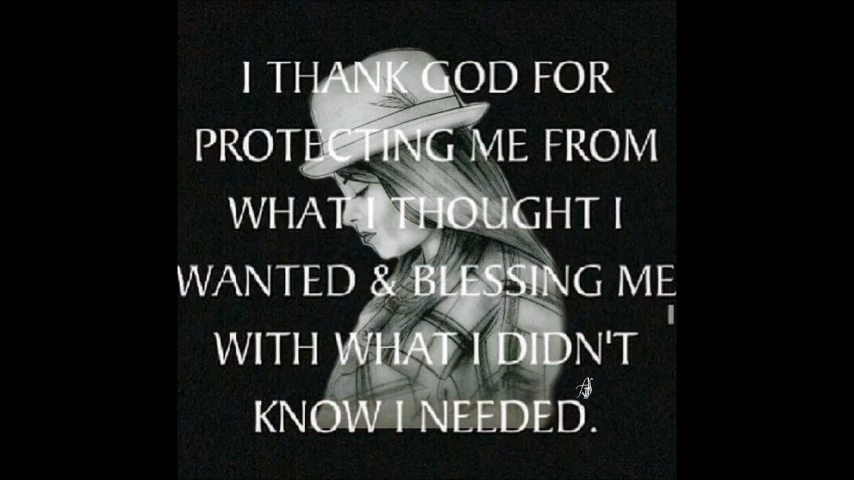 I THANK GOD FOR
PROTECTING ME FROM
WHAT I THOUGHT I
WANTED & BLESSING ME
WITH WHAT I DIDN'T
KNOW I NEEDED.